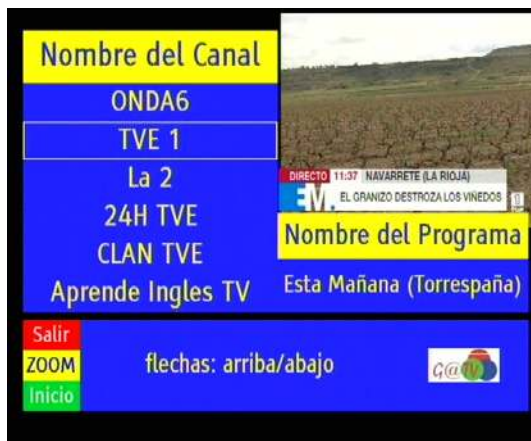 Nombre del Canal
ONDA6
TVE 1
La 2
24H TVE
CLAN TVE
Aprende Ingles TV
DIRECTO 11:37 NAVARRETE (LA RIOJA)
EM. EL GRANIZO DESTROZA LOS VIÑEDOS
1
Nombre del Programa
Esta Mañana (Torrespaña)
Salir
ZOOM
Inicio
flechas: arriba/abajo
G@TV